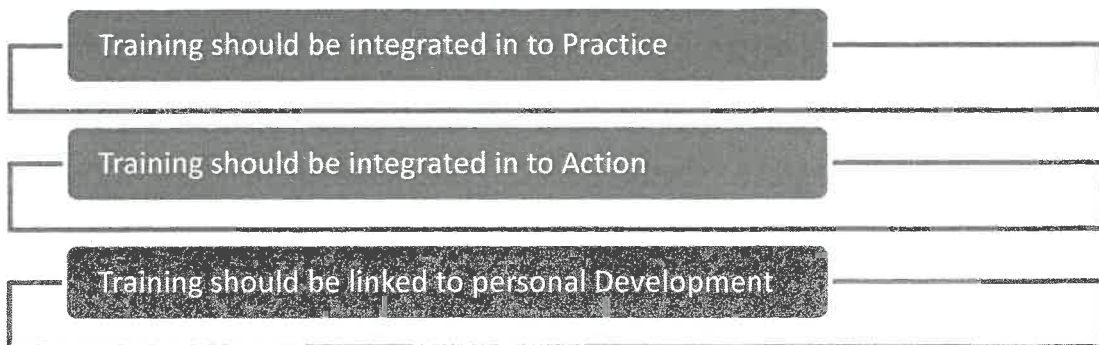 Training should be integrated in to Practice
Training should be integrated in to Action
Training should be linked to personal Development